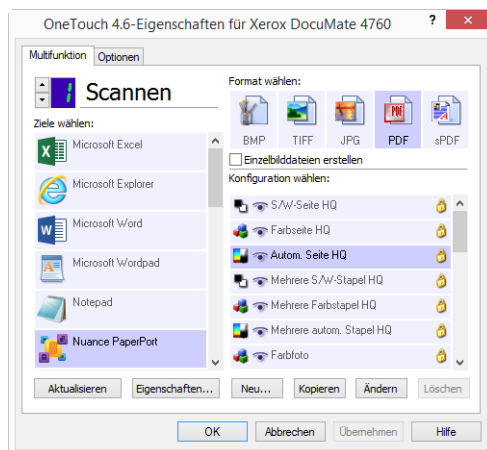 OneTouch 4.6-Eigenschaften für Xerox DocuMate 4760
Multifunktion Optionen
1 Scannen
Ziele wählen:
Microsoft Excel
Microsoft Explorer
Microsoft Word
Microsoft Wordpad
Notepad
Nuance PaperPort
Format wählen:
BMP TIFF JPG PDF sPDF
Einzelbilddateien erstellen
Konfiguration wählen:
S/W-Seite HQ
Farbseite HQ
Autom. Seite HQ
Mehrere S/W-Stapel HQ
Mehrere Farbstapel HQ
Mehrere autom. Stapel HQ
Farbfoto
Aktualisieren Eigenschaften... Neu... Kopieren Ändern Löschen
OK Abbrechen Übernehmen Hilfe